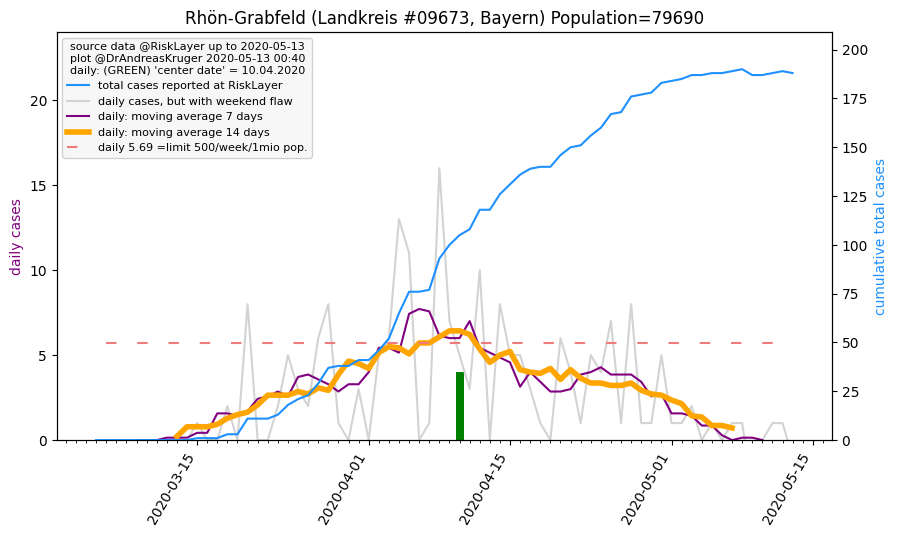 Rhön-Grabfeld (Landkreis #09673, Bayern) Population=79690
source data @RiskLayer up to 2020-05-13
plot @DrAndreasKruger 2020-05-13 00:40
daily: (GREEN) 'center date' = 10.04.2020
total cases reported at RiskLayer
daily cases, but with weekend flaw
daily: moving average 7 days
daily: moving average 14 days
daily 5.69 =limit 500/week/1mio pop.
daily cases
20
15
10
5
0
cumulative total cases
200
175
150
125
100
75
50
25
0
2020-03-15
2020-04-01
2020-04-15
2020-05-01
2020-05-15